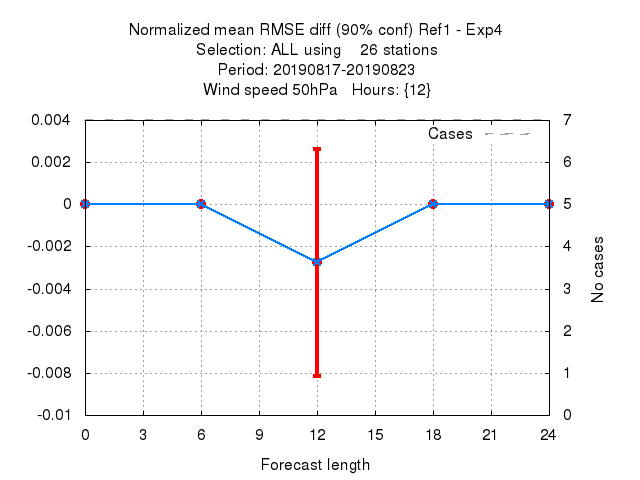 Normalized mean RMSE diff (90% conf) Ref1 - Exp4
Selection: ALL using    26 stations
Period: 20190817-20190823
Wind speed 50hPa   Hours: {12}
Cases
0.004
0.002
0
-0.002
-0.004
-0.006
-0.008
-0.01
7
6
5
4
3
2
1
0
No cases
0 3 6 9 12 15 18 21 24
Forecast length